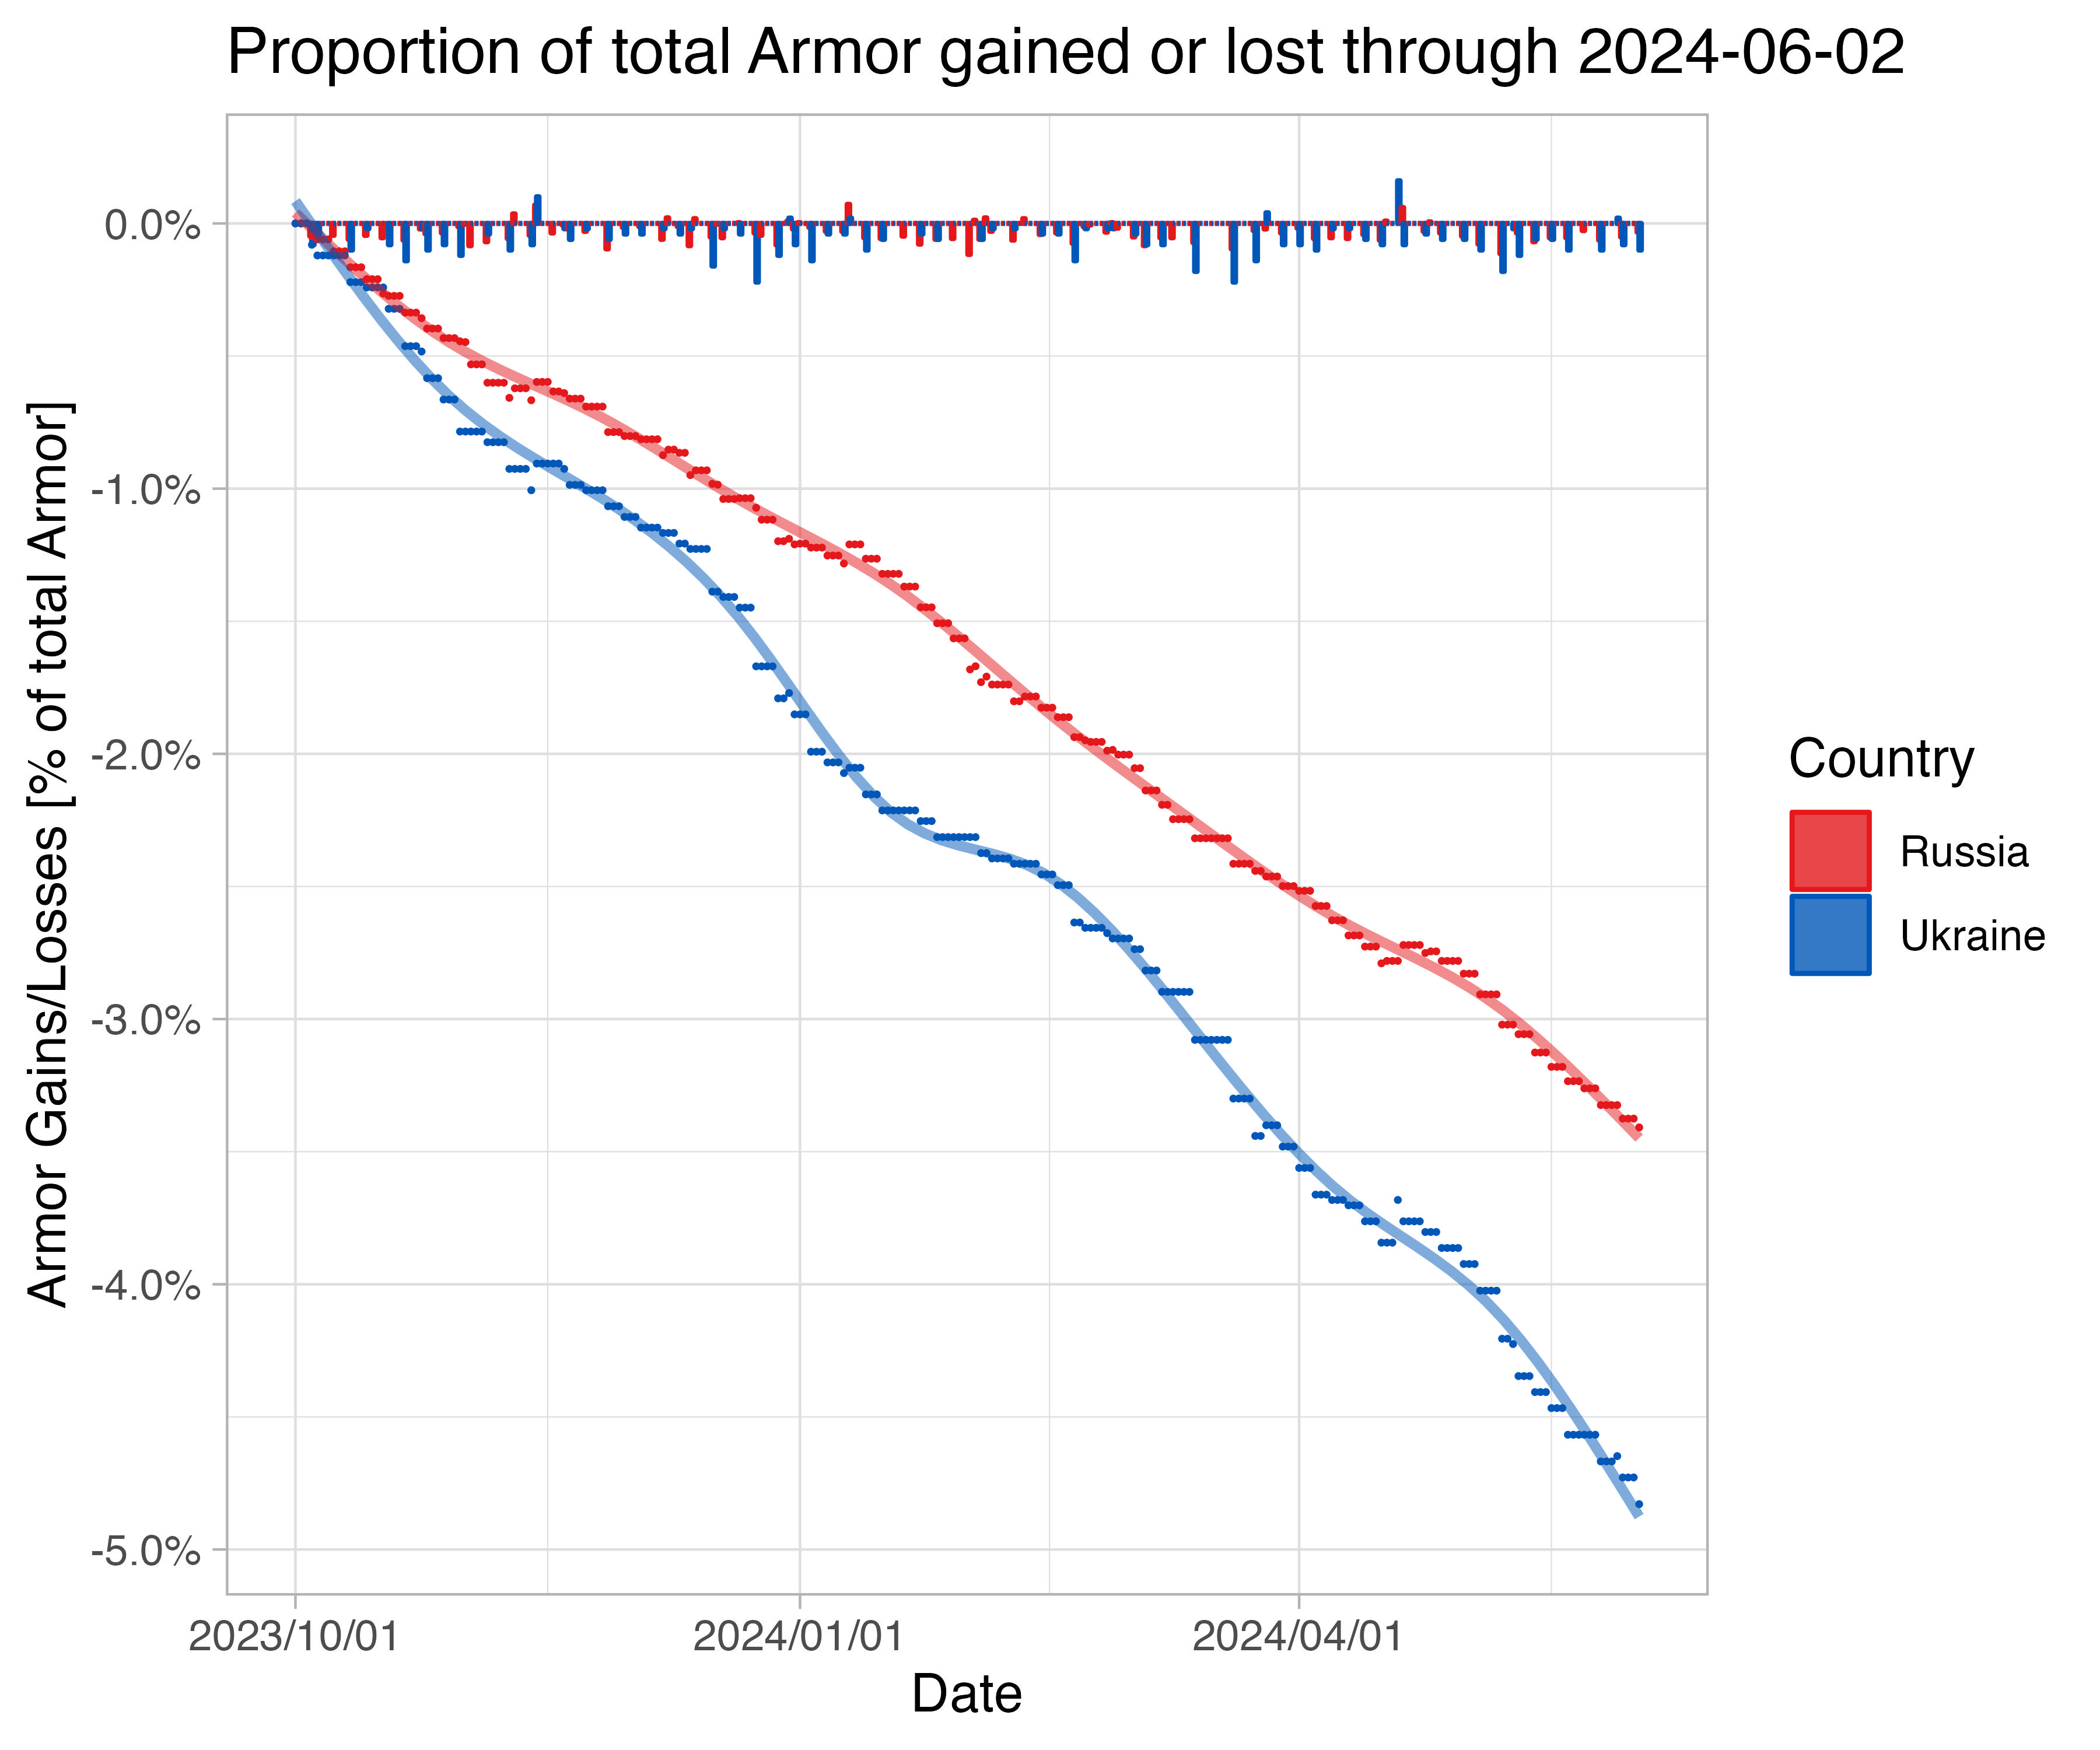 Proportion of total Armor gained or lost through 2024-06-02
Armor Gains/Losses [% of total Armor]
0.0%
-1.0%
-2.0%
-3.0%
-4.0%
-5.0%
2023/10/01
2024/01/01
2024/04/01
Date
Country
Russia
Ukraine